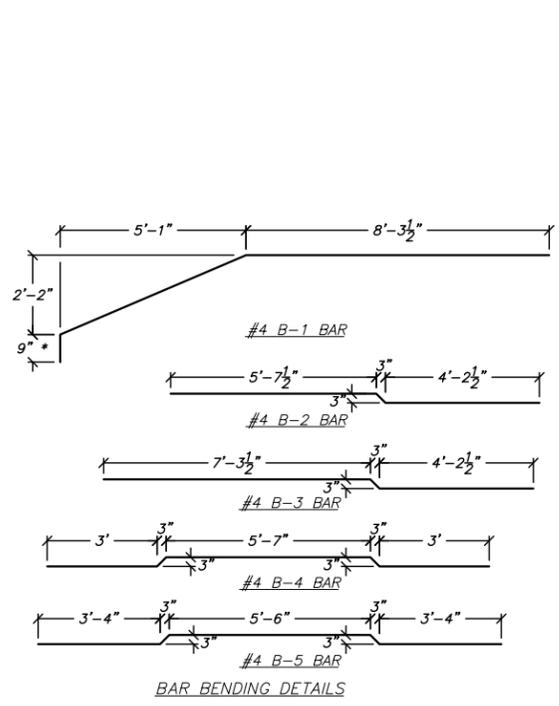 5'-1" 8'-3½"
2'-2"
9" *
#4 B-1 BAR
3"
5'-7½" 4'-2½"
3"
#4 B-2 BAR
3"
7'-3½" 4'-2½"
3"
#4 B-3 BAR
3" 3"
3' 5'-7" 3'
3" 3"
#4 B-4 BAR
3" 3"
3'-4" 5'-6" 3'-4"
3" 3"
#4 B-5 BAR
BAR BENDING DETAILS